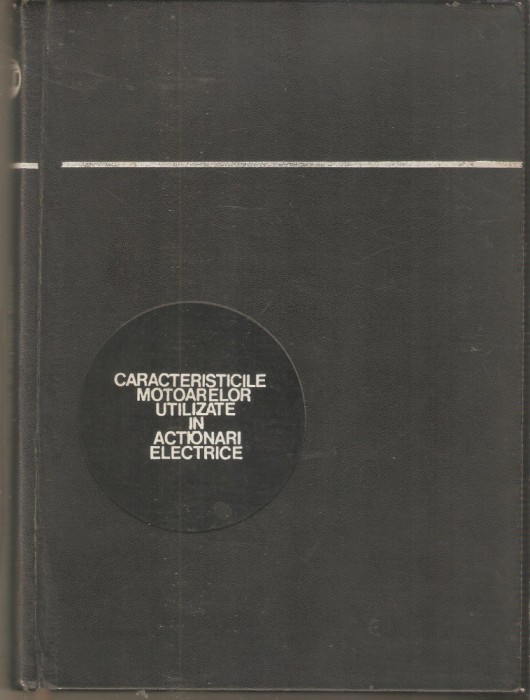 CARACTERISTICILE
MOTOARELOR
UTILIZATE
IN
ACTIONARI
ELECTRICE